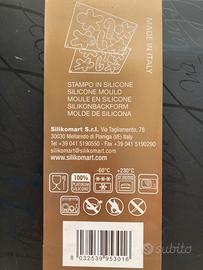 MADE IN ITALY
STAMPO IN SILICONE
SILICONE MOULD
MOULE EN SILICONE
SILIKONBACKFORM
MOLDE DE SILICONA
Silikomart S.r.l. Via Tagliamento, 78
30030 Mellaredo di Pianiga (VE) Italy
Tel +39 041 5190550 - Fax +39 041 5190290
www.silikomart.com
-60°C
+230°C
100%
PLATINUM
SILICONE
8 032539 953016
subito